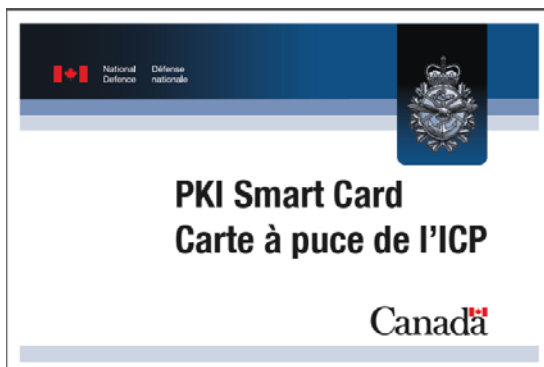 National Défense
Defence nationale
PKI Smart Card
Carte à puce de l'ICP
Canada